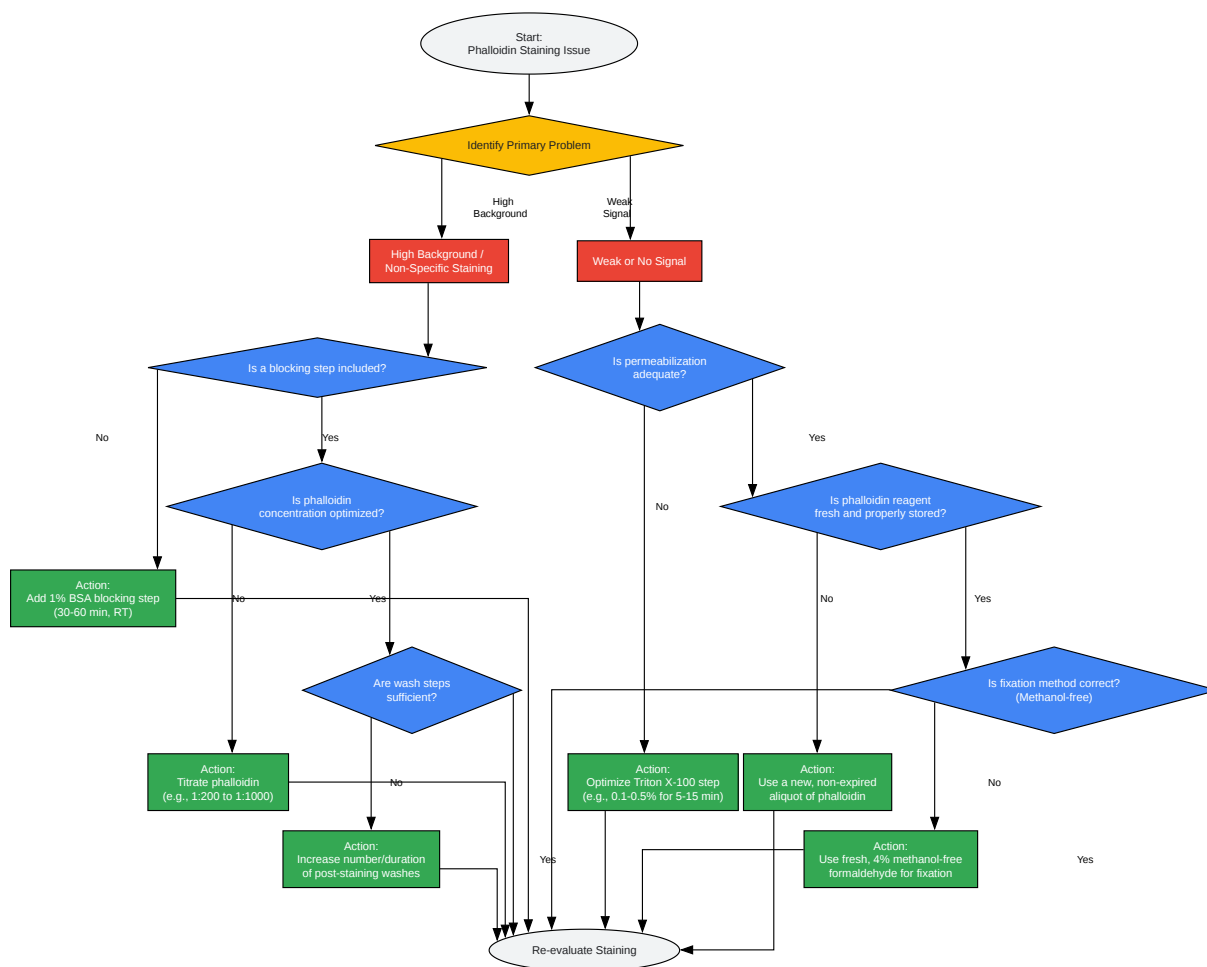 Start:
Phalloidin Staining Issue
Identify Primary Problem
High
Background
Weak
Signal
High Background /
Non-Specific Staining
Weak or No Signal
Is a blocking step included?
Is permeabilization
adequate?
No
Yes
Yes
Is phalloidin
concentration optimized?
No
Is phalloidin reagent
fresh and properly stored?
Action:
Add 1% BSA blocking step
(30-60 min, RT)
No
Yes
No
Yes
Are wash steps
sufficient?
Is fixation method correct?
(Methanol-free)
Action:
Titrate phalloidin
(e.g., 1:200 to 1:1000)
No
Action:
Optimize Triton X-100 step
(e.g., 0.1-0.5% for 5-15 min)
Action:
Use a new, non-expired
aliquot of phalloidin
No
Action:
Increase number/duration
of post-staining washes
Yes
Action:
Use fresh, 4% methanol-free
formaldehyde for fixation
Yes
Re-evaluate Staining